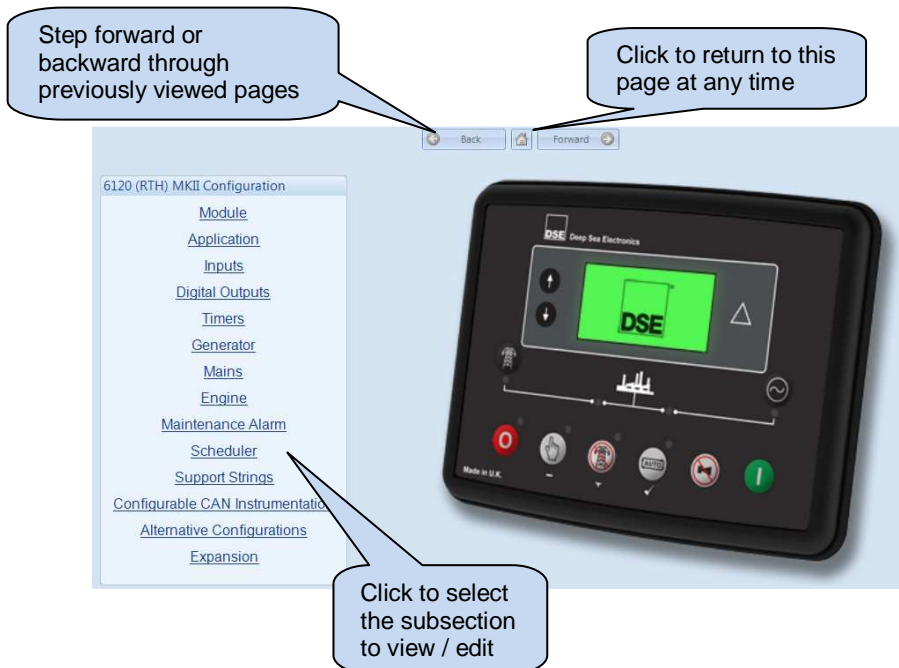 Step forward or
backward through
previously viewed pages
Click to return to this
page at any time
Back
Forward
6120 (RTH) MKII Configuration
Module
Application
Inputs
Digital Outputs
Timers
Generator
Mains
Engine
Maintenance Alarm
Scheduler
Support Strings
Configurable CAN Instrumentation
Alternative Configurations
Expansion
DSE Deep Sea Electronics
DSE
O
AUTO
I
Made in U.K.
Click to select
the subsection
to view / edit